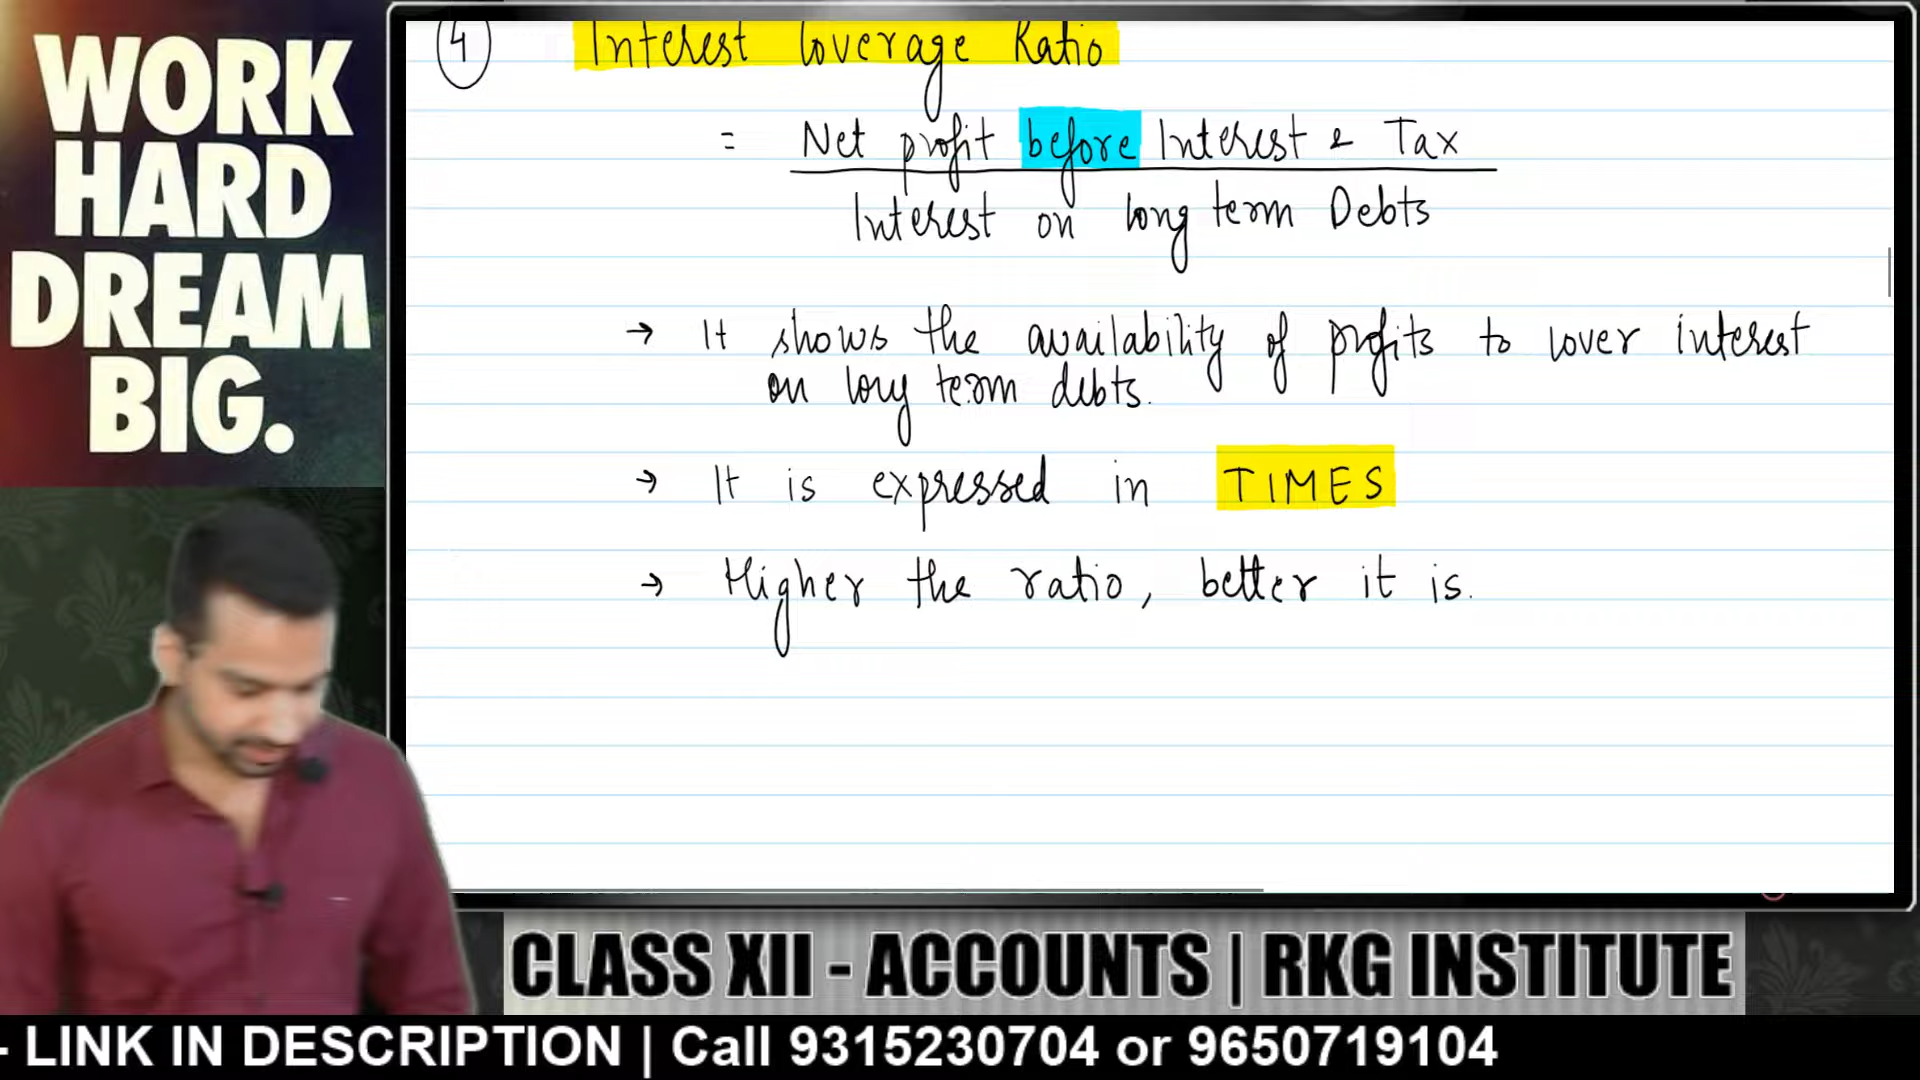 WORK
HARD
DREAM
BIG.
4 Interest Coverage Ratio
= Net profit before Interest & Tax
Interest on long term Debts
→ It shows the availability of profits to cover interest
on long term debts.
→ It is expressed in TIMES
→ Higher the ratio, better it is.
CLASS XII - ACCOUNTS | RKG INSTITUTE
- LINK IN DESCRIPTION | Call 9315230704 or 9650719104